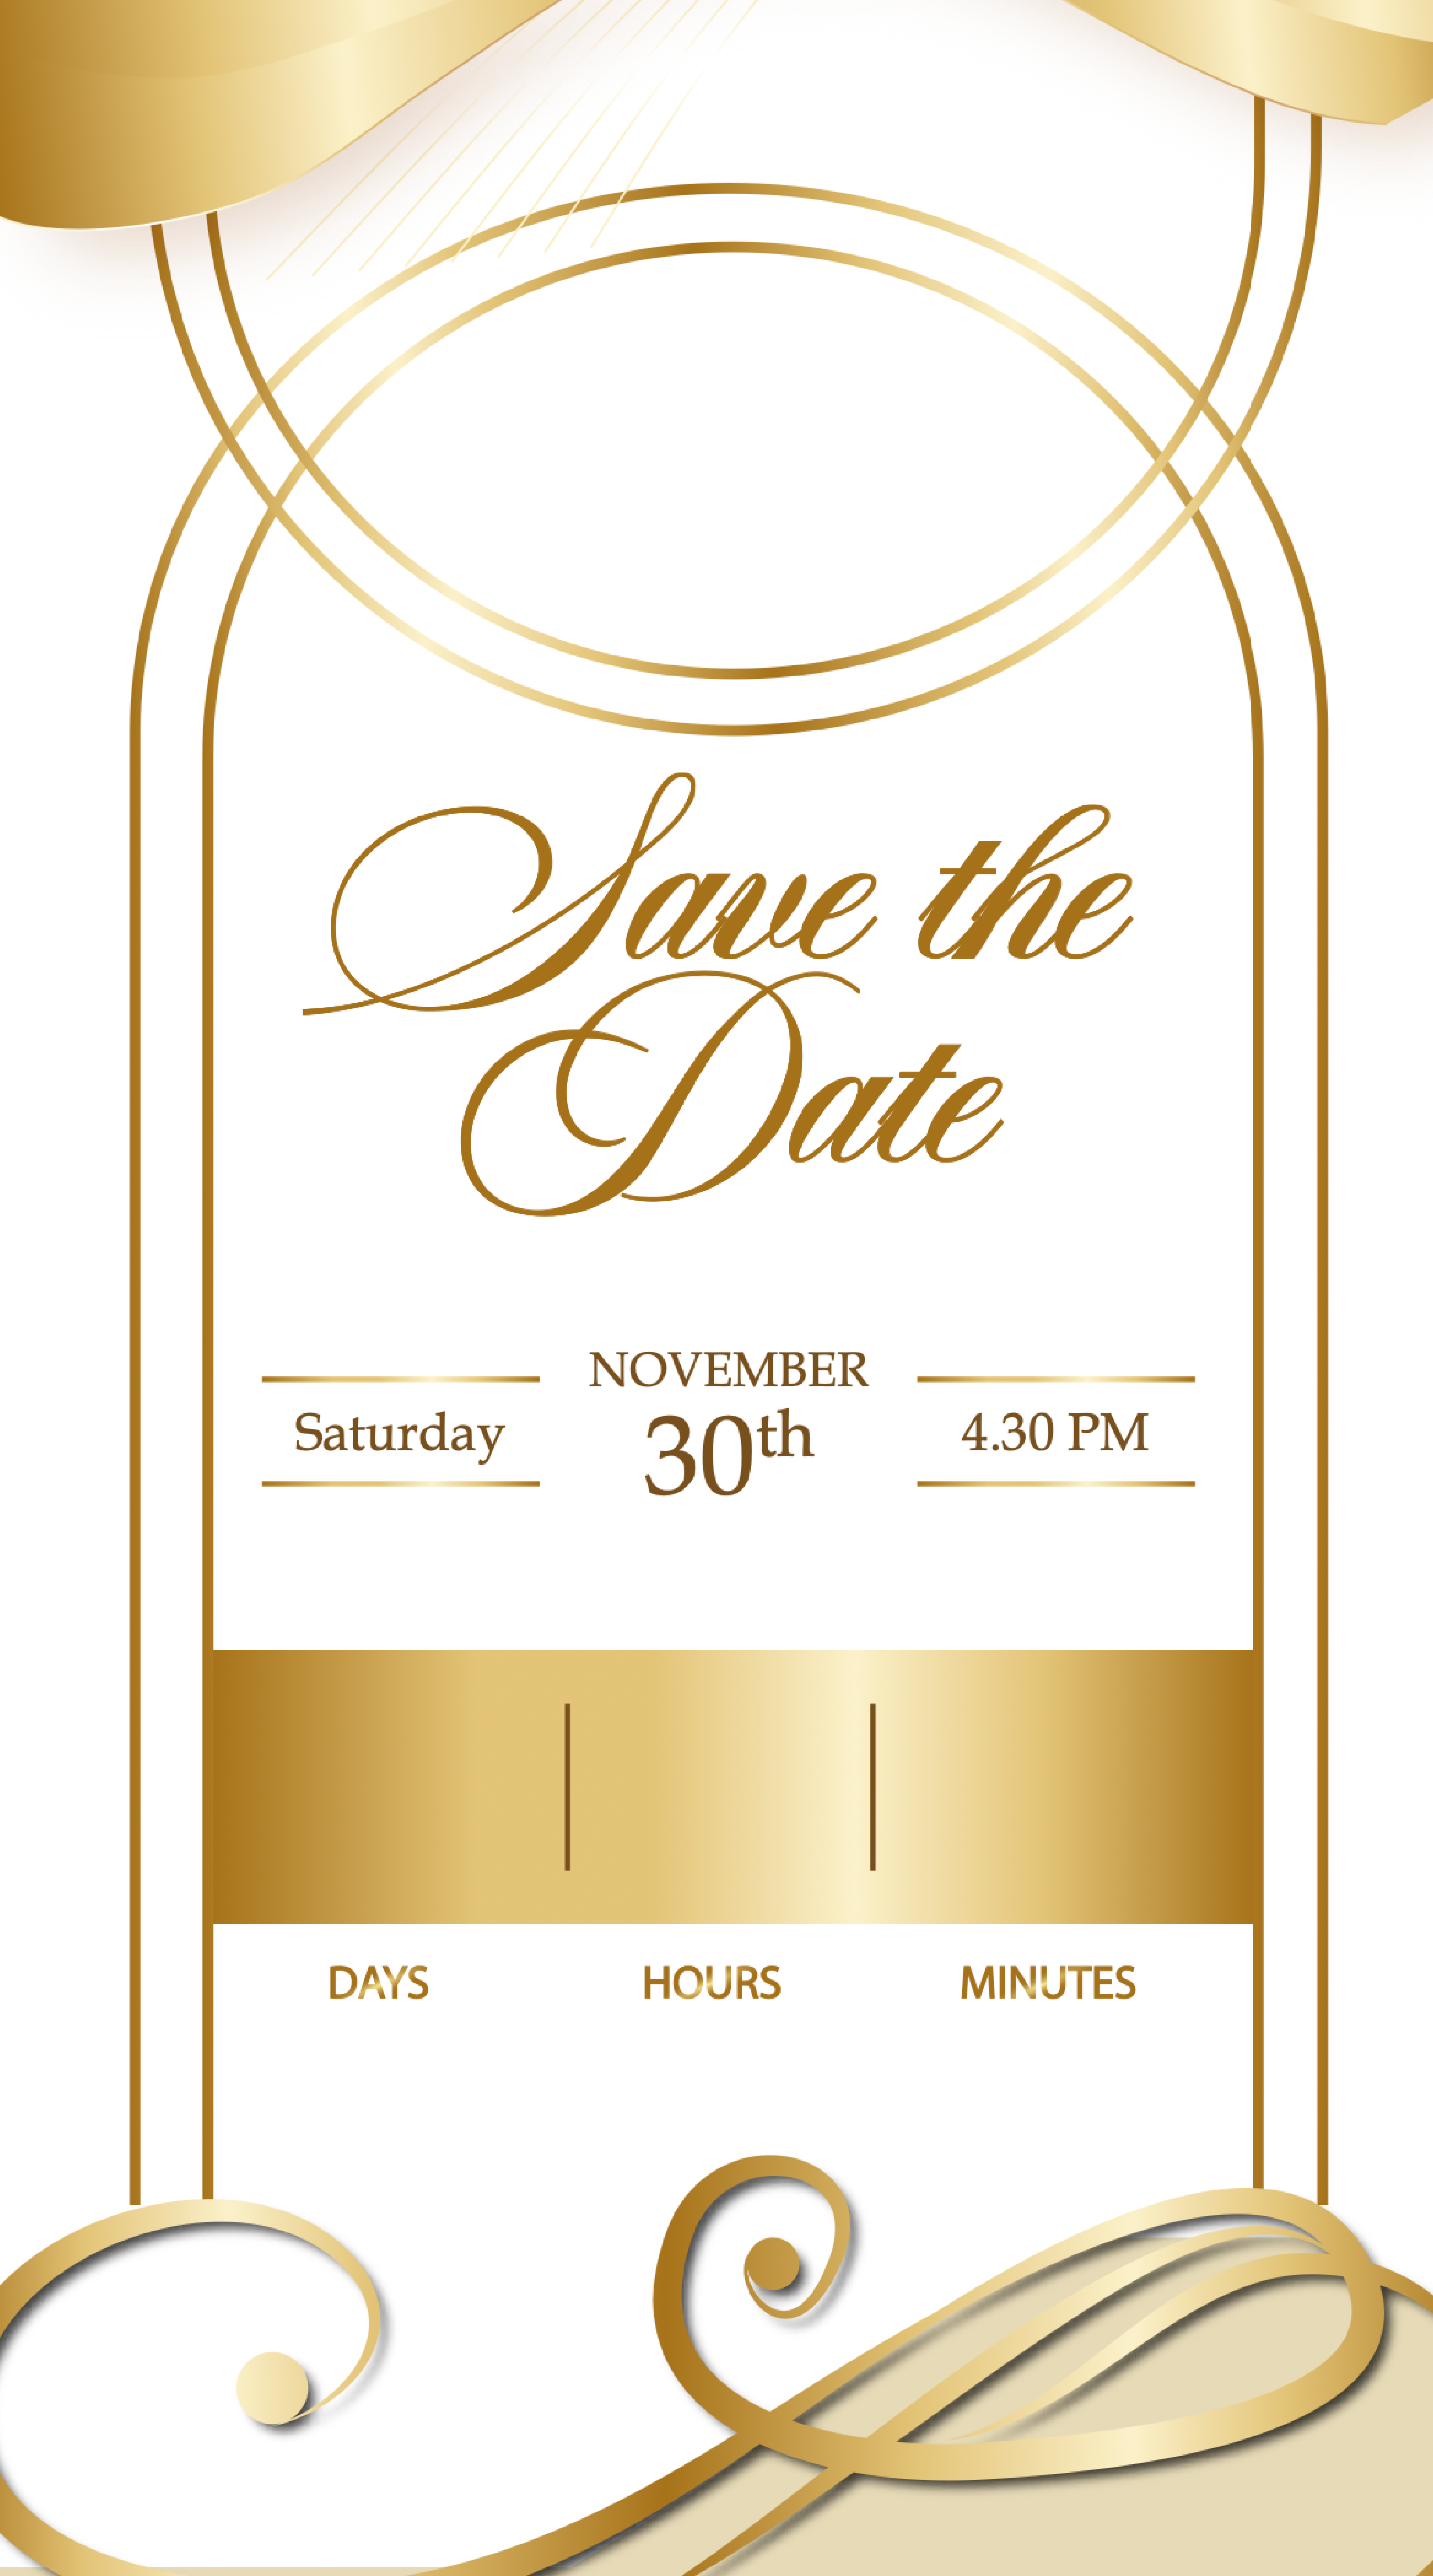 Save the
Date
NOVEMBER
Saturday 30th 4.30 PM
DAYS HOURS MINUTES